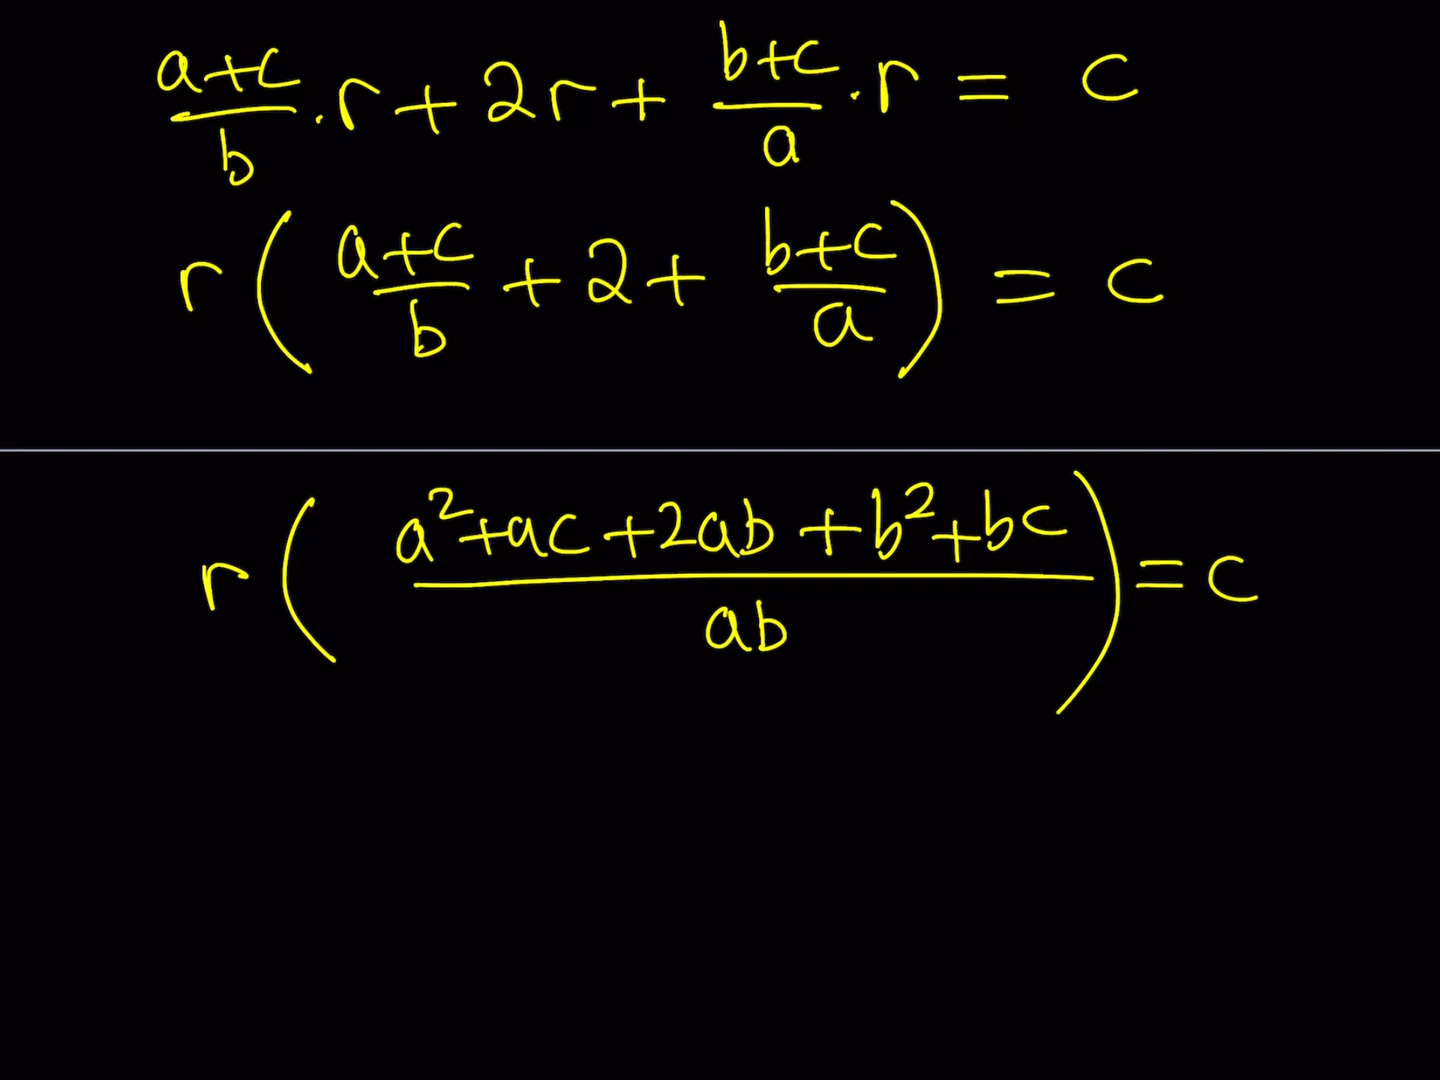 (a+c)/b · r + 2r + (b+c)/a · r = c
r( (a+c)/b + 2 + (b+c)/a ) = c
r( (a²+ac+2ab+b²+bc)/ab ) = c